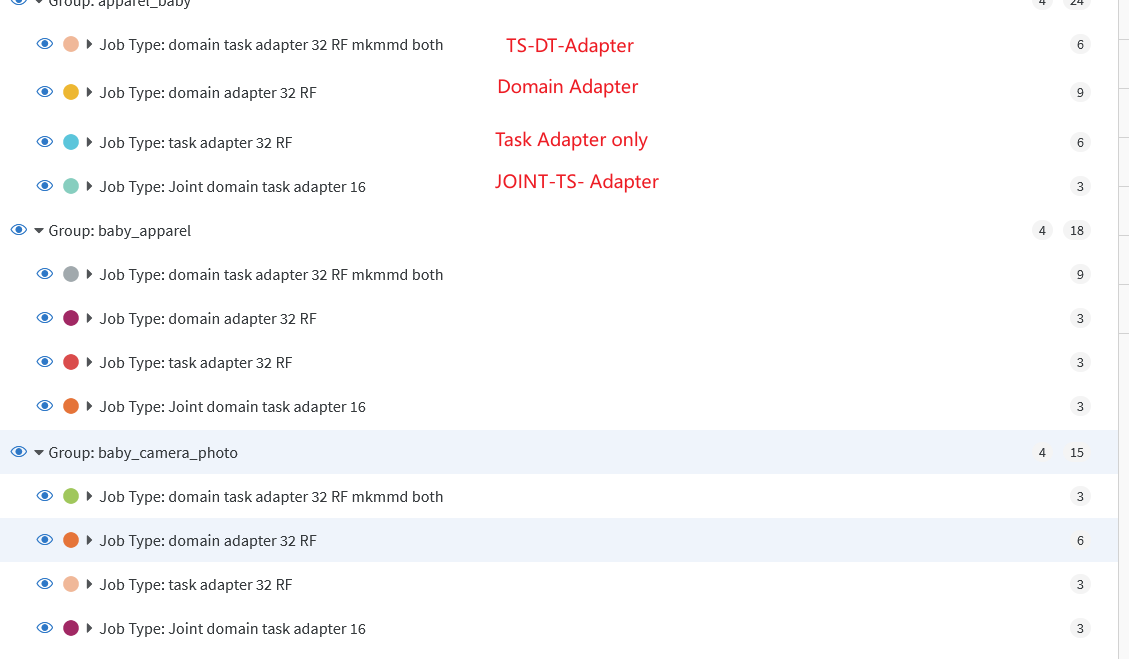 Group: apparel_baby 4 24
Job Type: domain task adapter 32 RF mkmmd both TS-DT-Adapter 6
Job Type: domain adapter 32 RF Domain Adapter 9
Job Type: task adapter 32 RF Task Adapter only 6
Job Type: Joint domain task adapter 16 JOINT-TS- Adapter 3
Group: baby_apparel 4 18
Job Type: domain task adapter 32 RF mkmmd both 9
Job Type: domain adapter 32 RF 3
Job Type: task adapter 32 RF 3
Job Type: Joint domain task adapter 16 3
Group: baby_camera_photo 4 15
Job Type: domain task adapter 32 RF mkmmd both 3
Job Type: domain adapter 32 RF 6
Job Type: task adapter 32 RF 3
Job Type: Joint domain task adapter 16 3